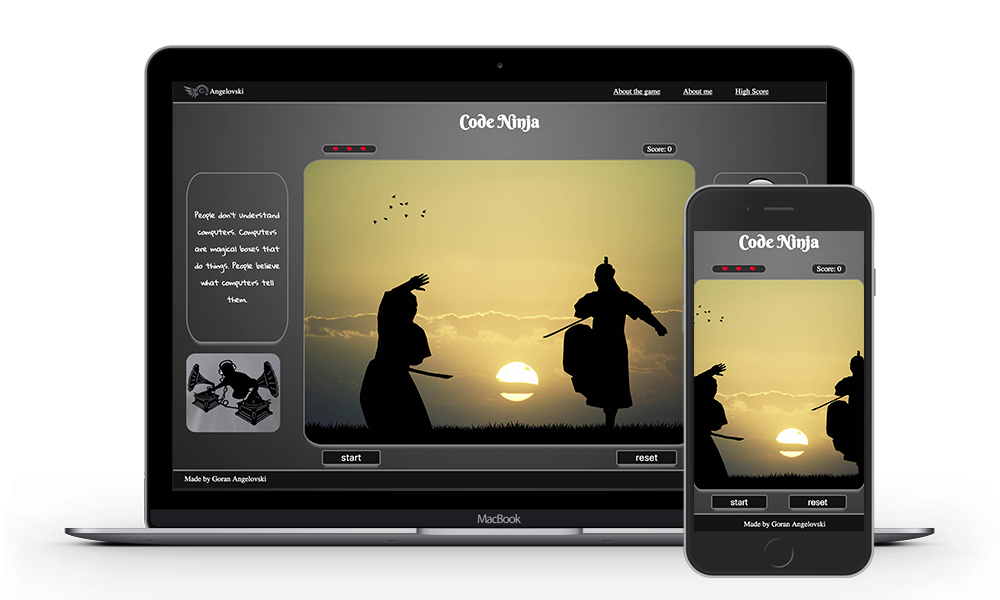 Angelovski
About the game
About me
High Score
Code Ninja
Score: 0
People don't understand
computers. Computers
are magical boxes that
do things. People believe
what computers tell
them.
start
reset
Made by Goran Angelovski
MacBook
Code Ninja
Score: 0
start
reset
Made by Goran Angelovski